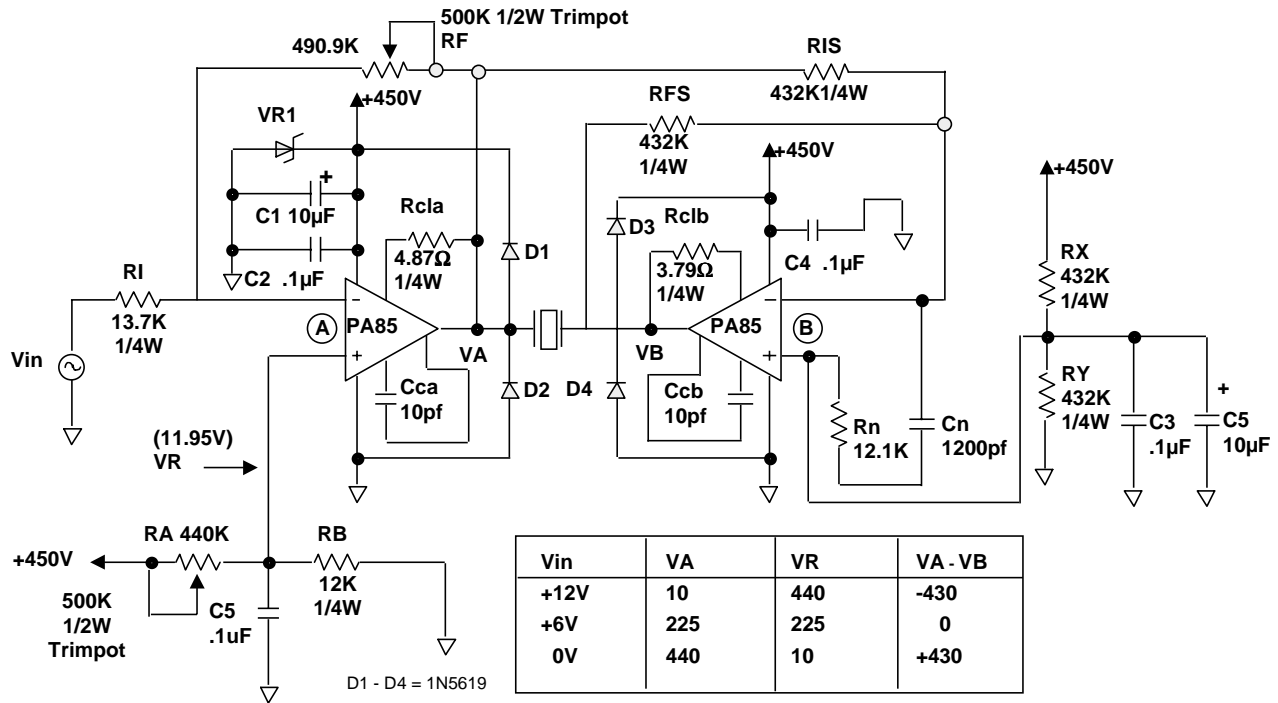 500K 1/2W Trimpot
RF
490.9K
+450V
VR1
C1 10µF
+
C2 .1µF
Rcla
4.87Ω
1/4W
D1
RIS
432K1/4W
RFS
432K
1/4W
+450V
D3
Rclb
3.79Ω
1/4W
C4 .1µF
+450V
RX
432K
1/4W
RI
13.7K
1/4W
Vin
A
−
+
PA85
VA
VB
PA85
B
−
+
Cca
10pf
D2
D4
Ccb
10pf
Rn
12.1K
Cn
1200pf
RY
432K
1/4W
C3
.1µF
+
C5
10µF
(11.95V)
VR
RA 440K
+450V
500K
1/2W
Trimpot
RB
12K
1/4W
C5
.1uF
D1 - D4 = 1N5619
Vin VA VR VA - VB
+12V 10 440 -430
+6V 225 225 0
0V 440 10 +430